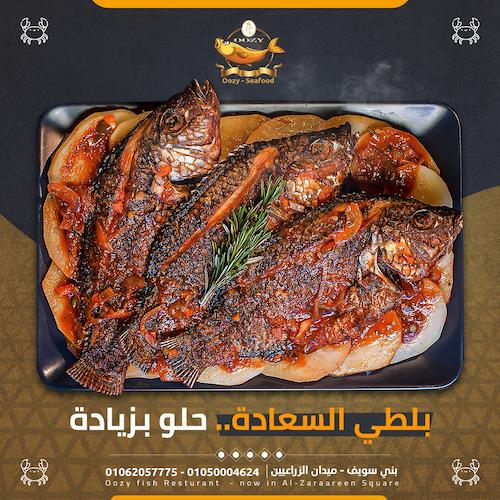 OOZY
Oozy - Seafood
بلطي السعادة.. حلو بزيادة
بني سويف - ميدان الزراعيين | 01050004624 - 01062057775
Oozy fish Resturant - now in Al-Zaraareen Square